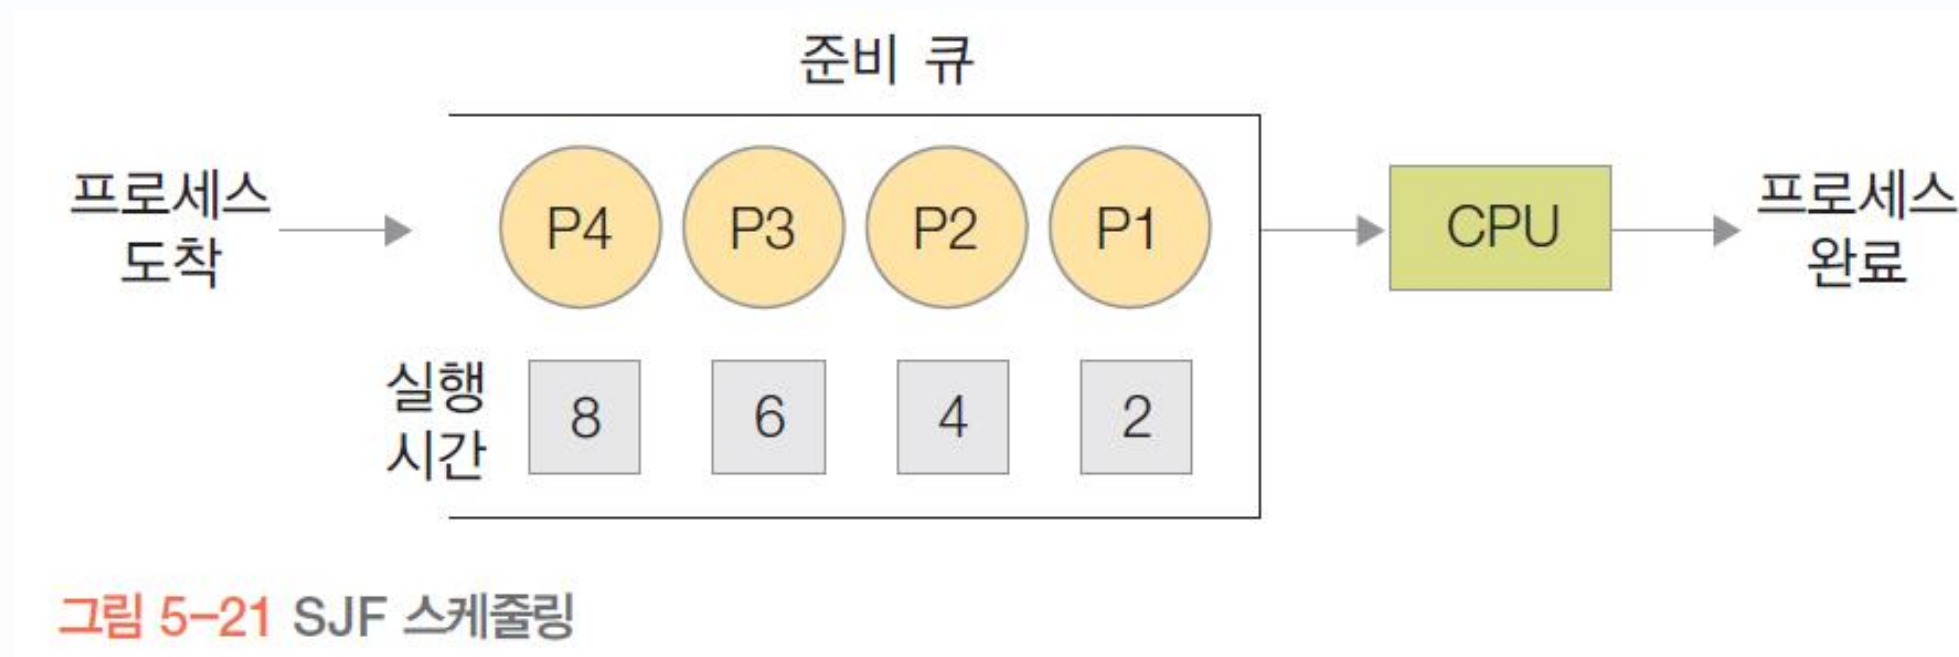 준비 큐
프로세스
도착
P4 P3 P2 P1
CPU
프로세스
완료
실행
시간
8 6 4 2
그림 5-21 SJF 스케줄링